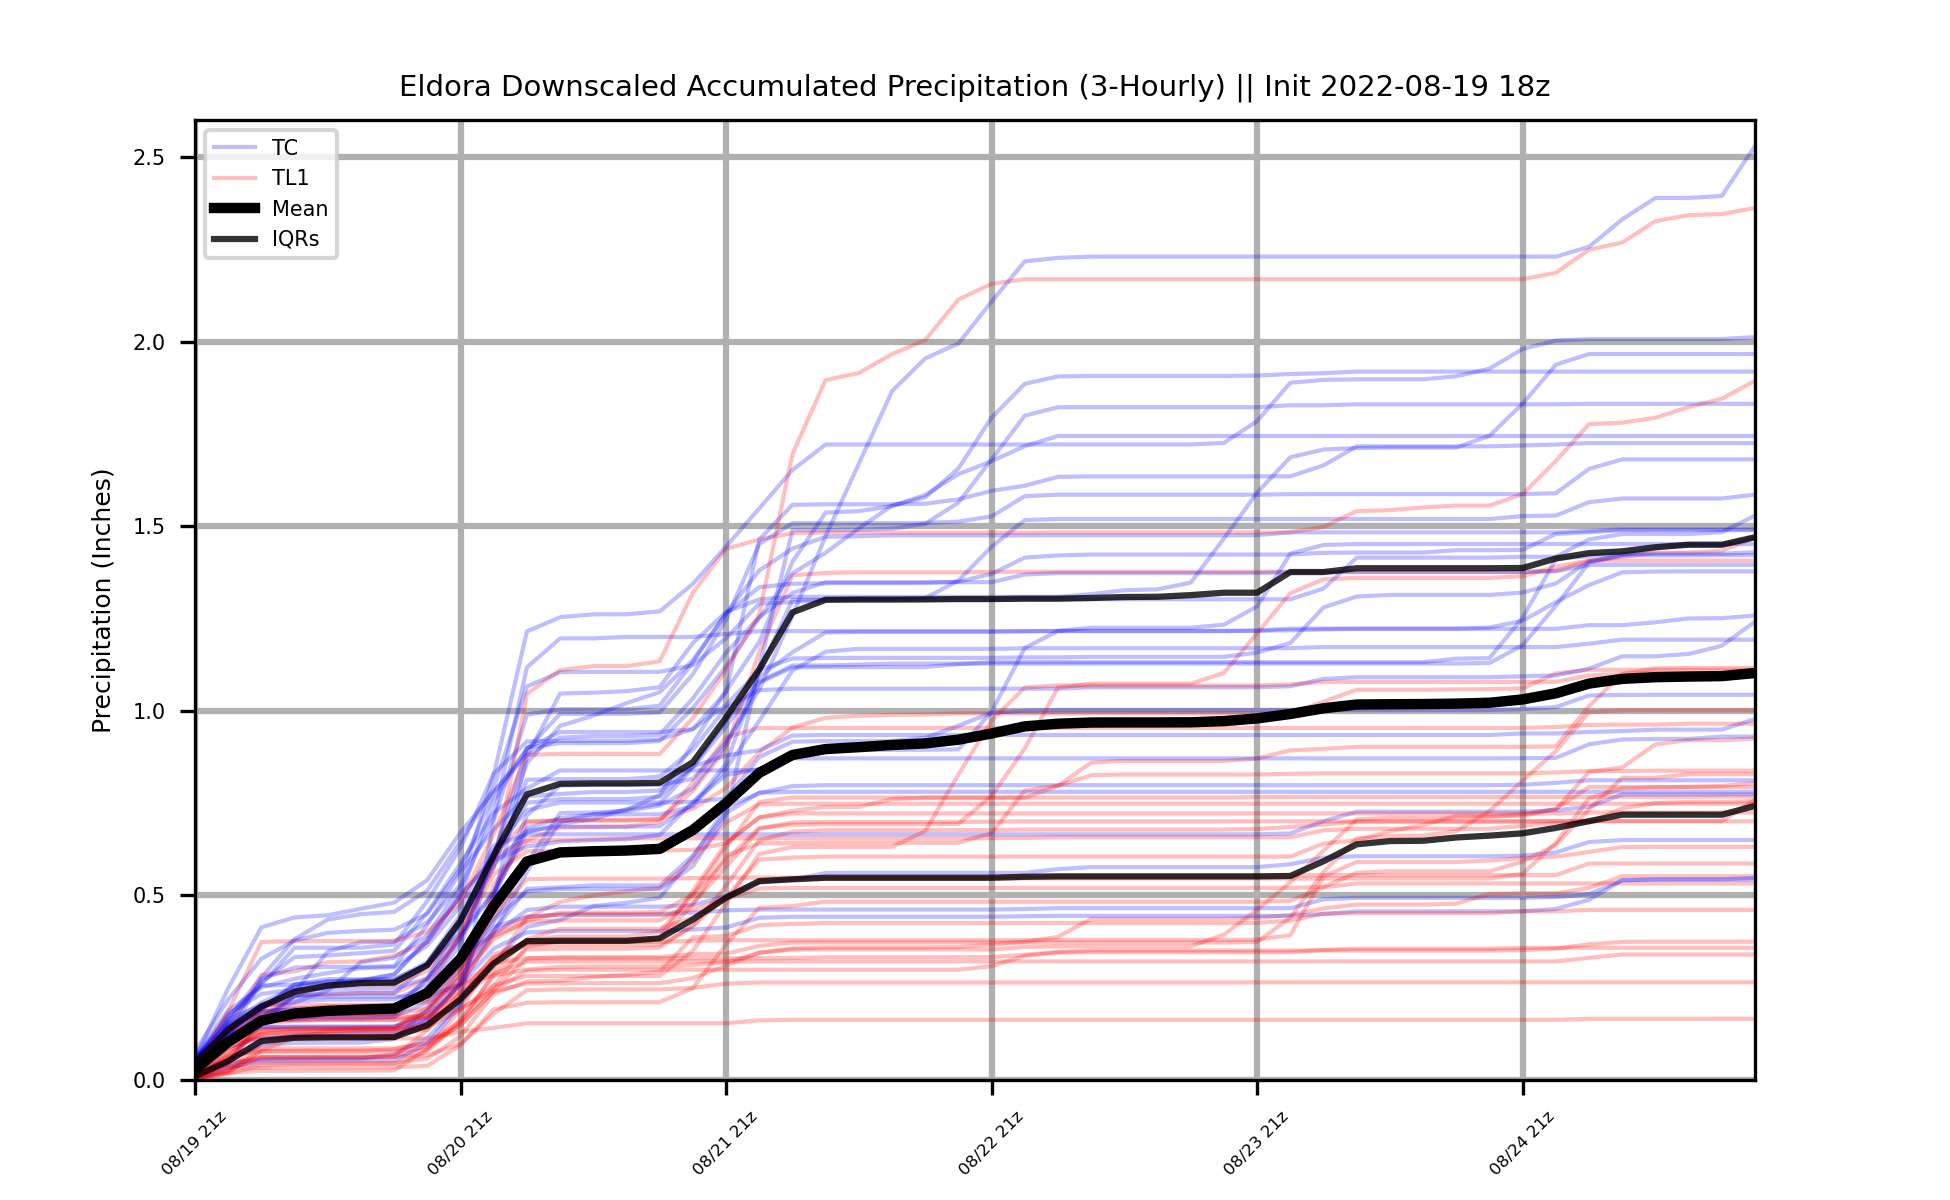 Eldora Downscaled Accumulated Precipitation (3-Hourly) || Init 2022-08-19 18z
TC
TL1
Mean
IQRs
Precipitation (Inches)
2.5
2.0
1.5
1.0
0.5
0.0
08/19 21z
08/20 21z
08/21 21z
08/22 21z
08/23 21z
08/24 21z